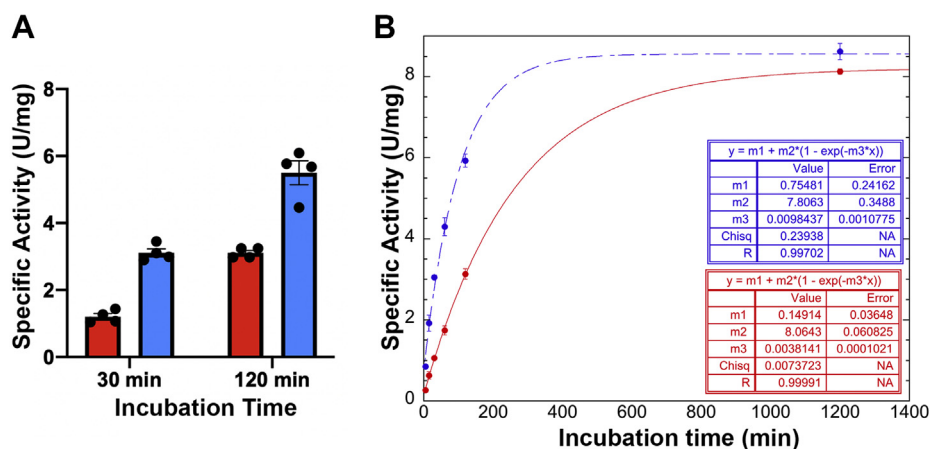 A
Specific Activity (U/mg)
8
6
4
2
0
30 min
120 min
Incubation Time
B
Specific Activity (U/mg)
8
6
4
2
0
0
200
400
600
800
1000
1200
1400
Incubation time (min)
y = m1 + m2*(1 - exp(-m3*x))
Value Error
m1 0.75481 0.24162
m2 7.8063 0.3488
m3 0.0098437 0.0010775
Chisq 0.23938 NA
R 0.99702 NA
y = m1 + m2*(1 - exp(-m3*x))
Value Error
m1 0.14914 0.03648
m2 8.0643 0.060825
m3 0.0038141 0.0001021
Chisq 0.0073723 NA
R 0.99991 NA